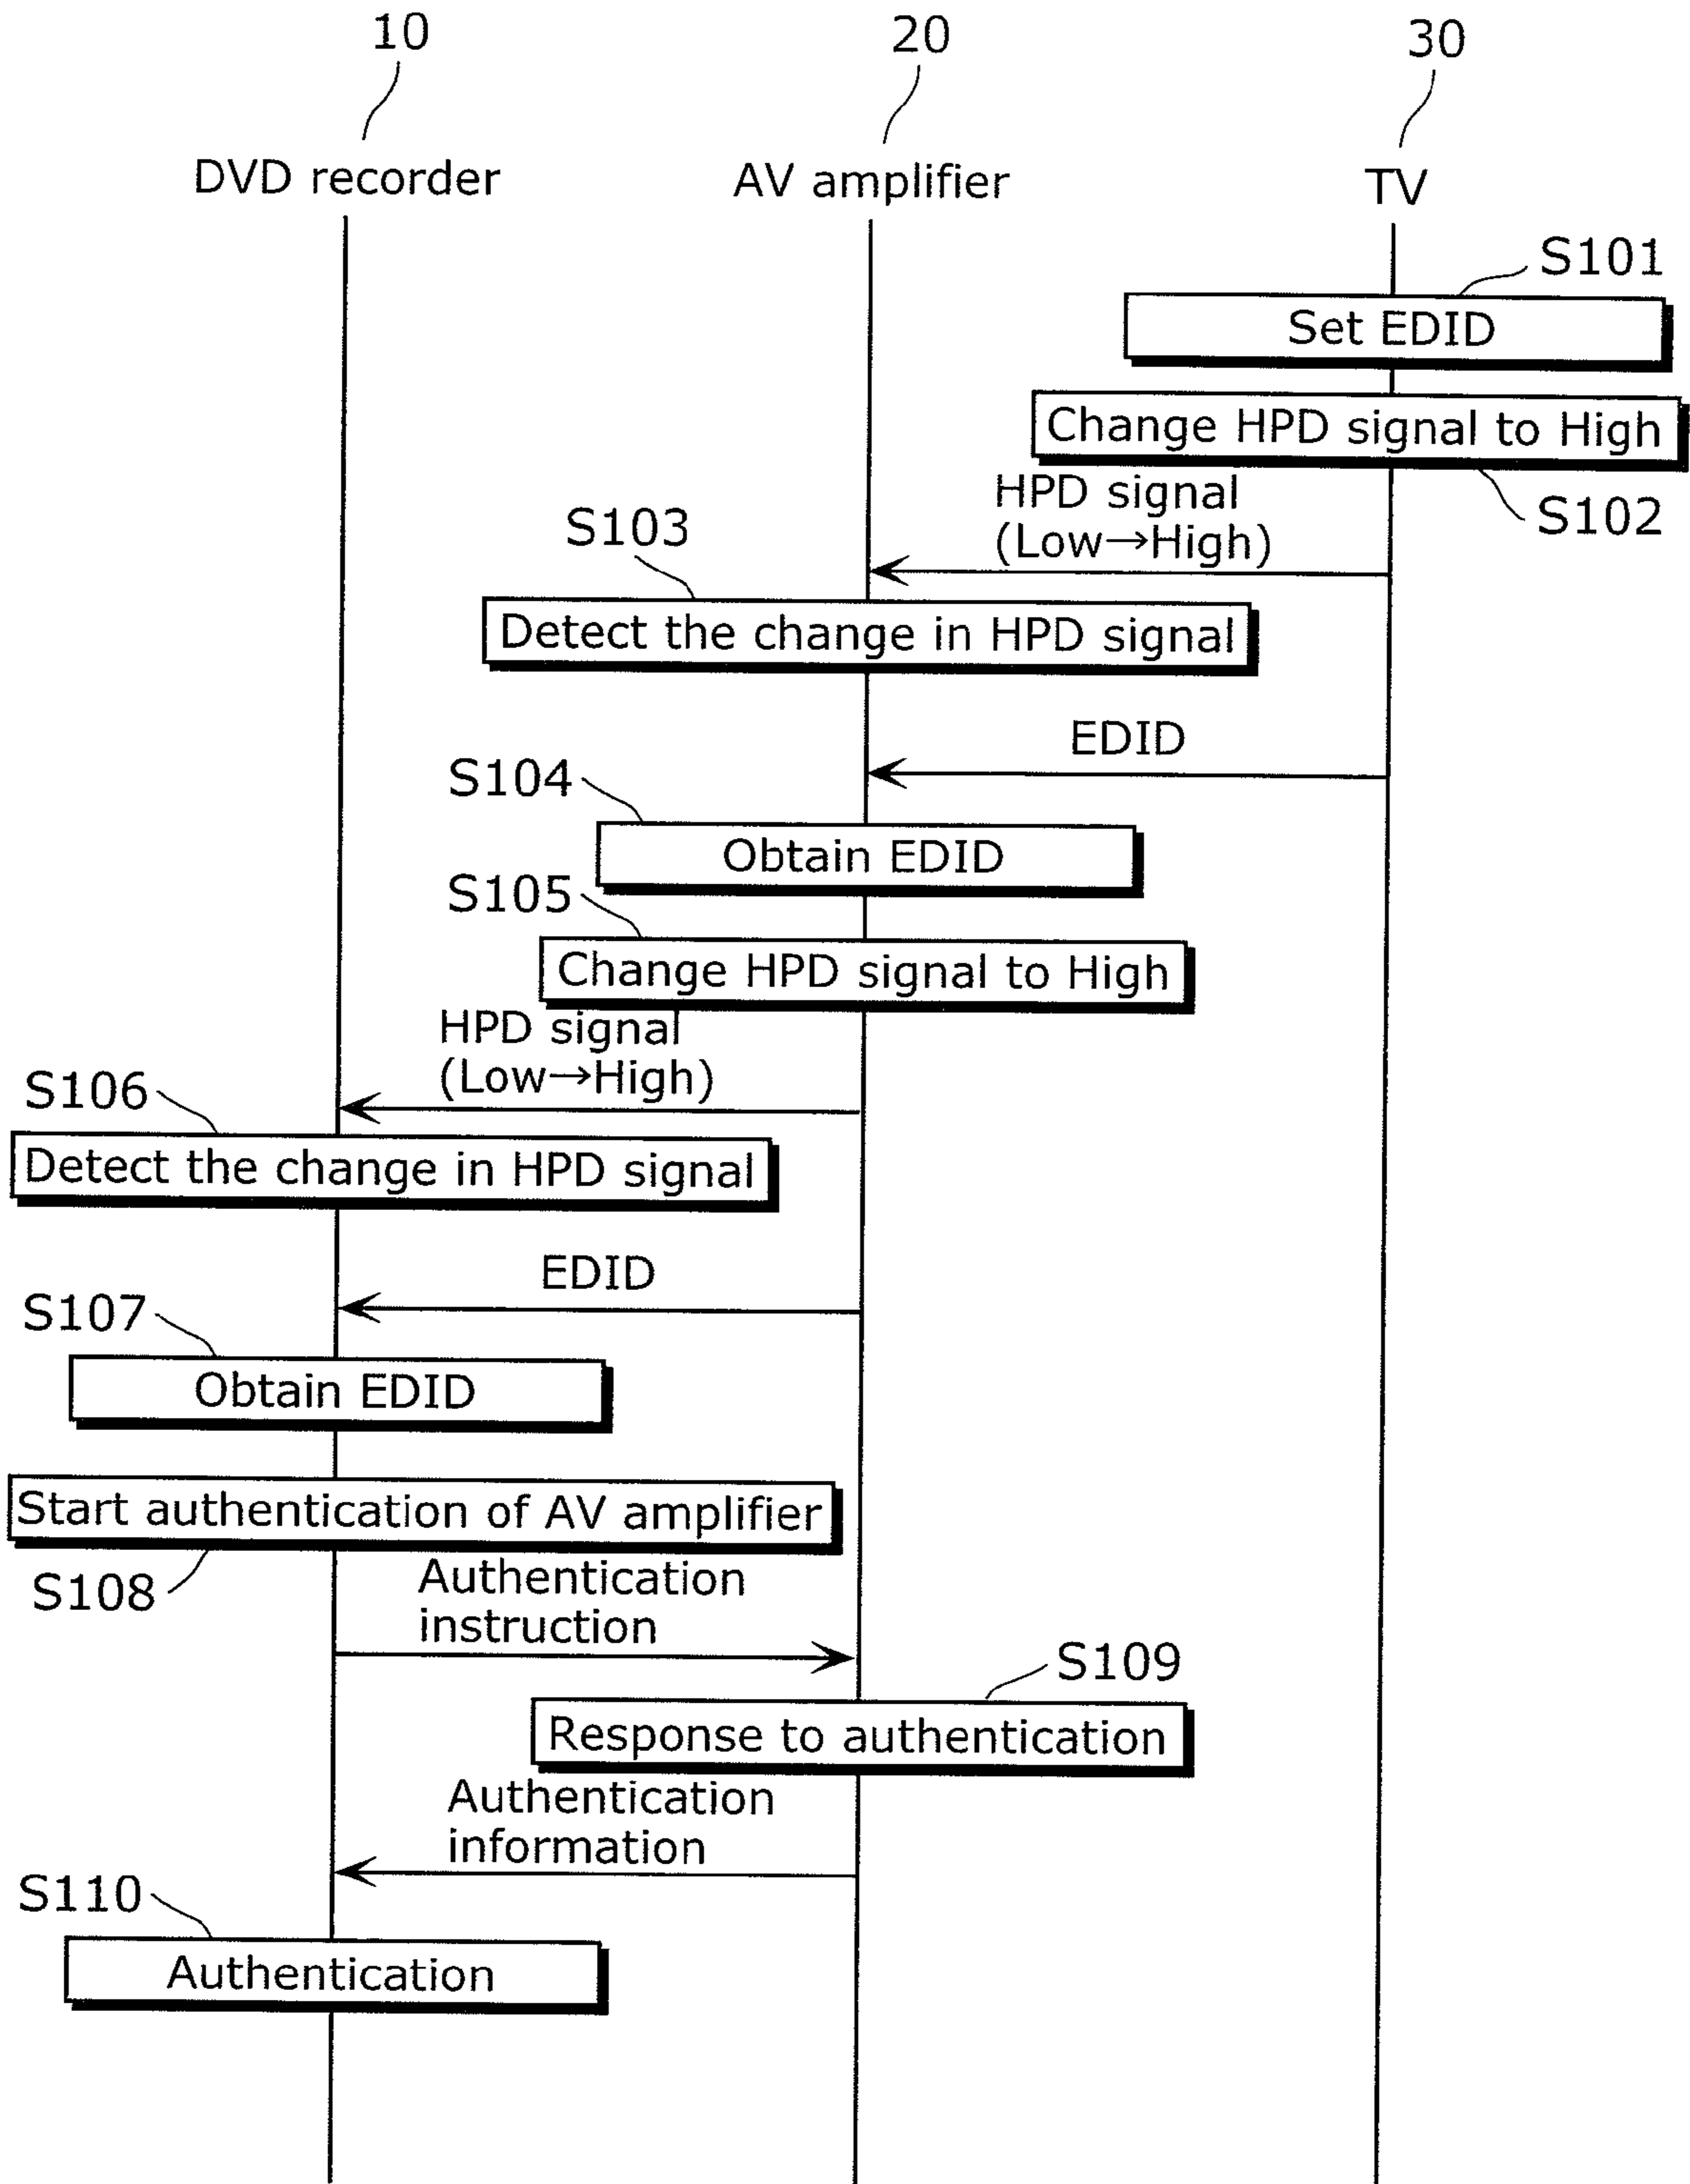 10
20
30
DVD recorder
AV amplifier
TV
S101
Set EDID
Change HPD signal to High
S102
HPD signal
(Low→High)
S103
Detect the change in HPD signal
EDID
S104
Obtain EDID
S105
Change HPD signal to High
HPD signal
(Low→High)
S106
Detect the change in HPD signal
EDID
S107
Obtain EDID
Start authentication of AV amplifier
S108
Authentication
instruction
S109
Response to authentication
Authentication
information
S110
Authentication